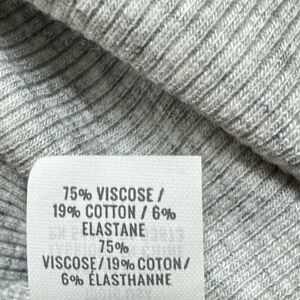 75% VISCOSE/
19% COTTON / 6%
ELASTANE
75%
VISCOSE/19% COTON/
6% ÉLASTHANNE